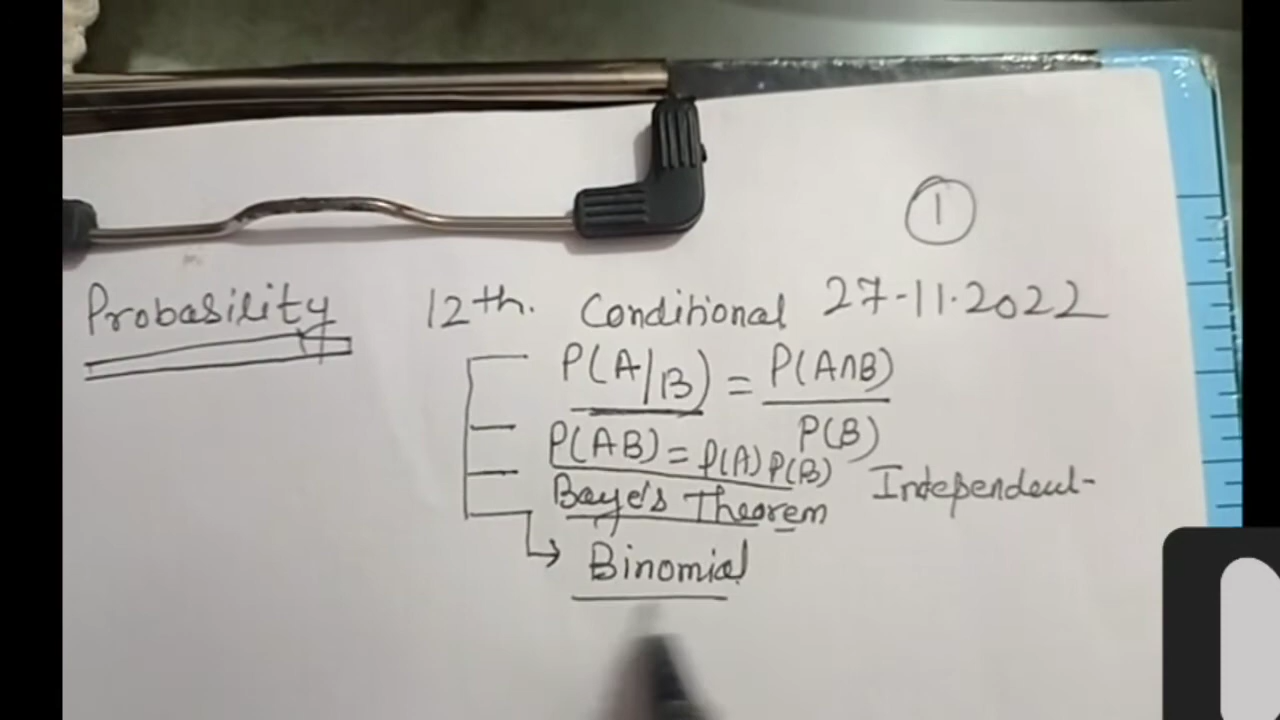 1
Probability 12th. Conditional 27-11-2022
P(A/B) = P(A∩B) / P(B)
P(AB) = P(A) P(B) Independent
Baye's Theorem
Binomial